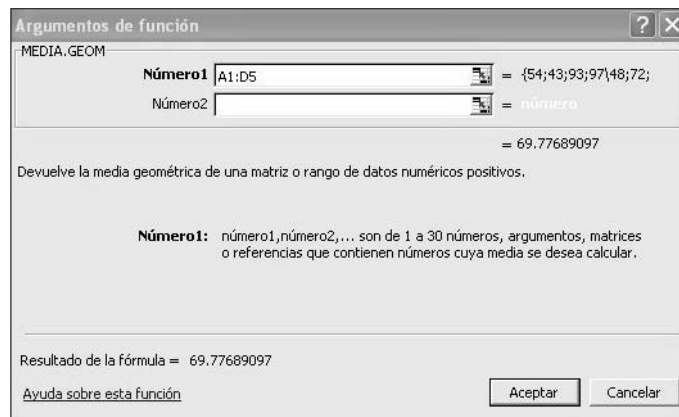 Argumentos de función
MEDIA.GEOM
Número1 A1:D5 = {54;43;93;97\48;72;
Número2 = número
= 69.77689097
Devuelve la media geométrica de una matriz o rango de datos numéricos positivos.
Número1: número1,número2,... son de 1 a 30 números, argumentos, matrices
o referencias que contienen números cuya media se desea calcular.
Resultado de la fórmula = 69.77689097
Ayuda sobre esta función Aceptar Cancelar